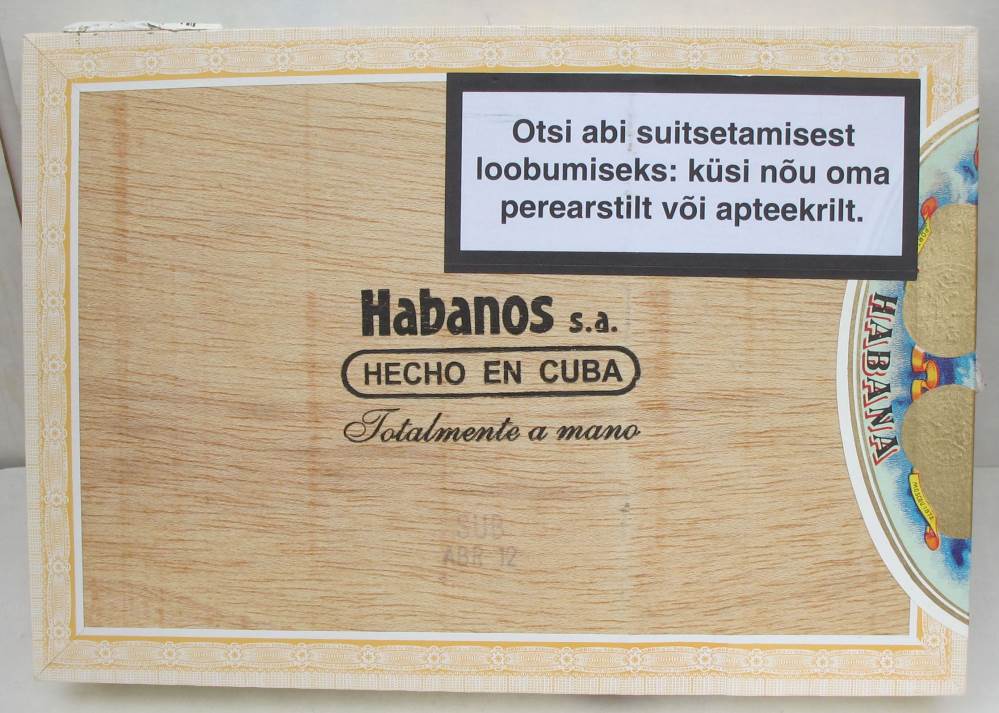 Otsi abi suitsetamisest
loobumiseks: küsi nõu oma
perearstilt või apteekrilt.
Habanos s.a.
HECHO EN CUBA
Totalmente a mano
HABANA
SUB
ABR 12